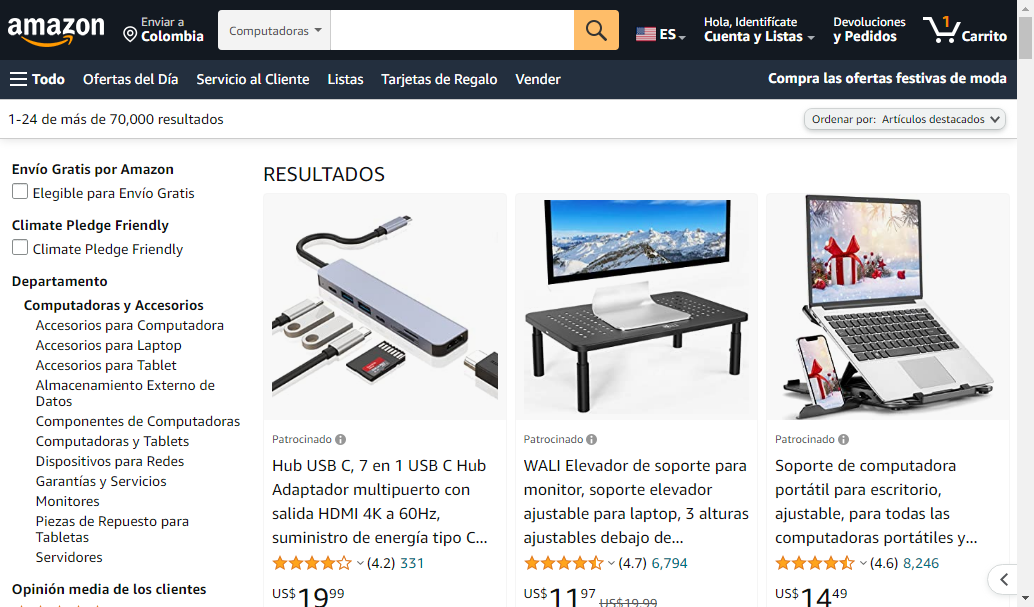 amazon
Enviar a
Colombia
Computadoras
ES
Hola, Identifícate
Cuenta y Listas
Devoluciones
y Pedidos
1
Carrito
Todo
Ofertas del Día
Servicio al Cliente
Listas
Tarjetas de Regalo
Vender
Compra las ofertas festivas de moda
1-24 de más de 70,000 resultados
Ordenar por: Artículos destacados
Envío Gratis por Amazon
Elegible para Envío Gratis
Climate Pledge Friendly
Climate Pledge Friendly
Departamento
Computadoras y Accesorios
Accesorios para Computadora
Accesorios para Laptop
Accesorios para Tablet
Almacenamiento Externo de
Datos
Componentes de Computadoras
Computadoras y Tablets
Dispositivos para Redes
Garantías y Servicios
Monitores
Piezas de Repuesto para
Tabletas
Servidores
Opinión media de los clientes
RESULTADOS
Patrocinado
Hub USB C, 7 en 1 USB C Hub
Adaptador multipuerto con
salida HDMI 4K a 60Hz,
suministro de energía tipo C...
(4.2) 331
US$1999
Patrocinado
WALI Elevador de soporte para
monitor, soporte elevador
ajustable para laptop, 3 alturas
ajustables debajo de...
(4.7) 6,794
US$1197 US$19.99
Patrocinado
Soporte de computadora
portátil para escritorio,
ajustable, para todas las
computadoras portátiles y...
(4.6) 8,246
US$1449